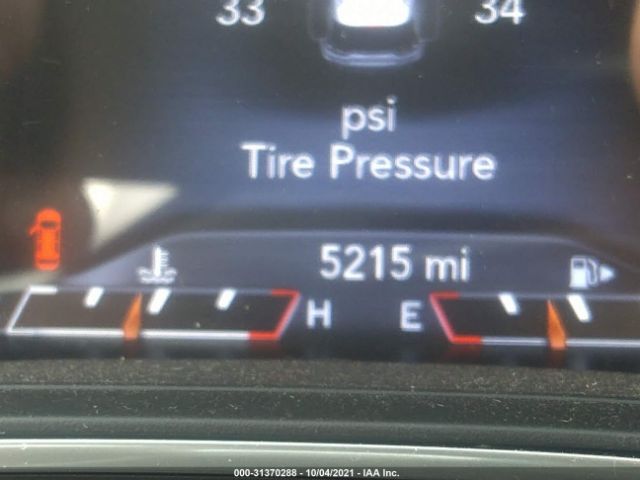 33 34
psi
Tire Pressure
5215 mi
H E
000-31370288 - 10/04/2021 - IAA Inc.